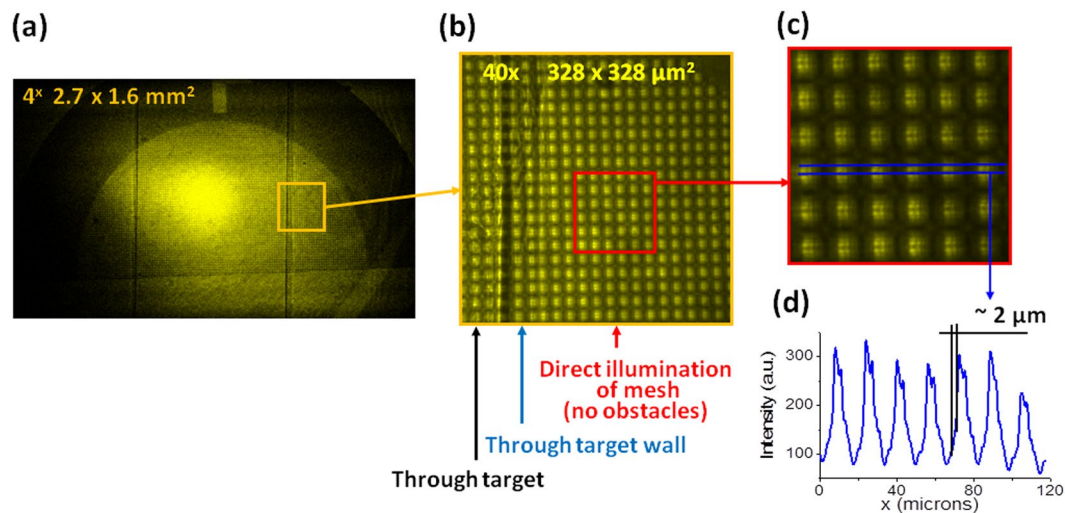 (a)
4x 2.7 x 1.6 mm²
(b)
40x 328 x 328 µm²
(c)
Direct illumination
of mesh
(no obstacles)
Through target wall
Through target
(d)
~ 2 µm
Intensity (a.u.)
300
200
100
0 40 80 120
x (microns)